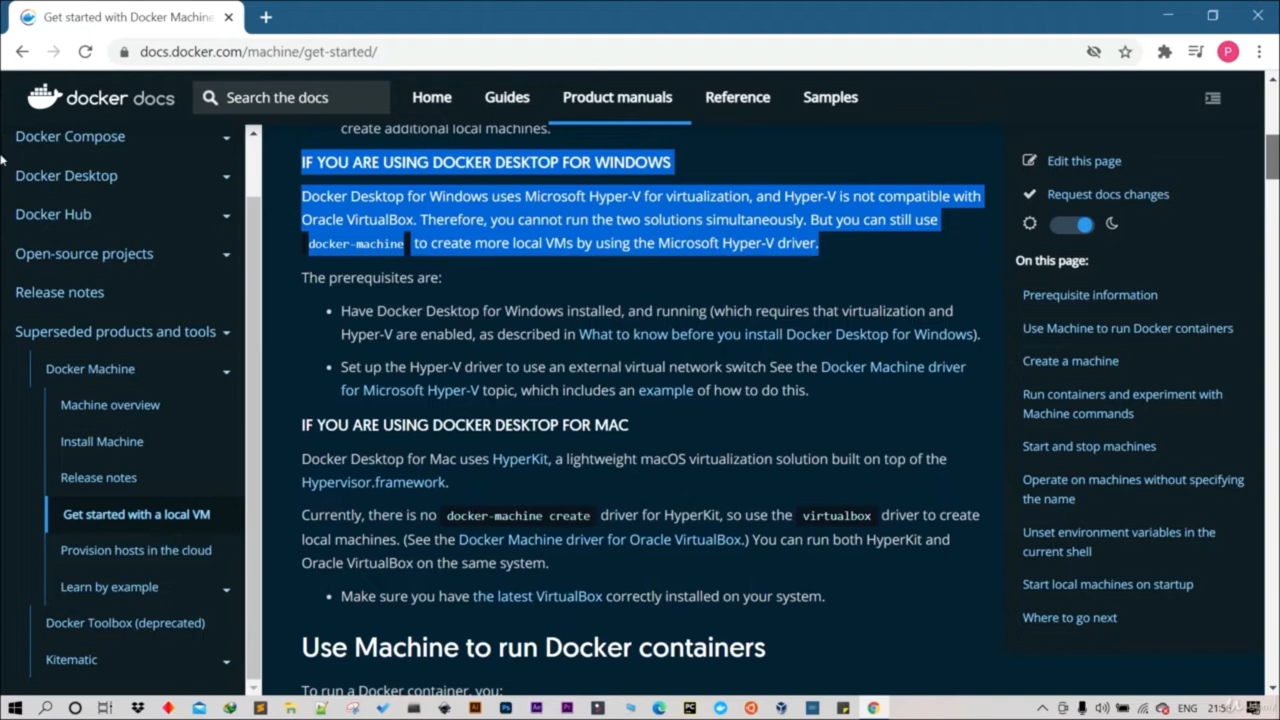 Get started with Docker Machine
docs.docker.com/machine/get-started/
P
docker docs
Search the docs
Home
Guides
Product manuals
Reference
Samples
Docker Compose
Docker Desktop
Docker Hub
Open-source projects
Release notes
Superseded products and tools
Docker Machine
Machine overview
Install Machine
Release notes
Get started with a local VM
Provision hosts in the cloud
Learn by example
Docker Toolbox (deprecated)
Kitematic
create additional local machines.
IF YOU ARE USING DOCKER DESKTOP FOR WINDOWS
Docker Desktop for Windows uses Microsoft Hyper-V for virtualization, and Hyper-V is not compatible with
Oracle VirtualBox. Therefore, you cannot run the two solutions simultaneously. But you can still use
docker-machine to create more local VMs by using the Microsoft Hyper-V driver.
The prerequisites are:
• Have Docker Desktop for Windows installed, and running (which requires that virtualization and
Hyper-V are enabled, as described in What to know before you install Docker Desktop for Windows).
• Set up the Hyper-V driver to use an external virtual network switch See the Docker Machine driver
for Microsoft Hyper-V topic, which includes an example of how to do this.
IF YOU ARE USING DOCKER DESKTOP FOR MAC
Docker Desktop for Mac uses HyperKit, a lightweight macOS virtualization solution built on top of the
Hypervisor.framework.
Currently, there is no docker-machine create driver for HyperKit, so use the virtualbox driver to create
local machines. (See the Docker Machine driver for Oracle VirtualBox.) You can run both HyperKit and
Oracle VirtualBox on the same system.
• Make sure you have the latest VirtualBox correctly installed on your system.
Use Machine to run Docker containers
To run a Docker container, you:
Edit this page
Request docs changes
On this page:
Prerequisite information
Use Machine to run Docker containers
Create a machine
Run containers and experiment with
Machine commands
Start and stop machines
Operate on machines without specifying
the name
Unset environment variables in the
current shell
Start local machines on startup
Where to go next
ENG